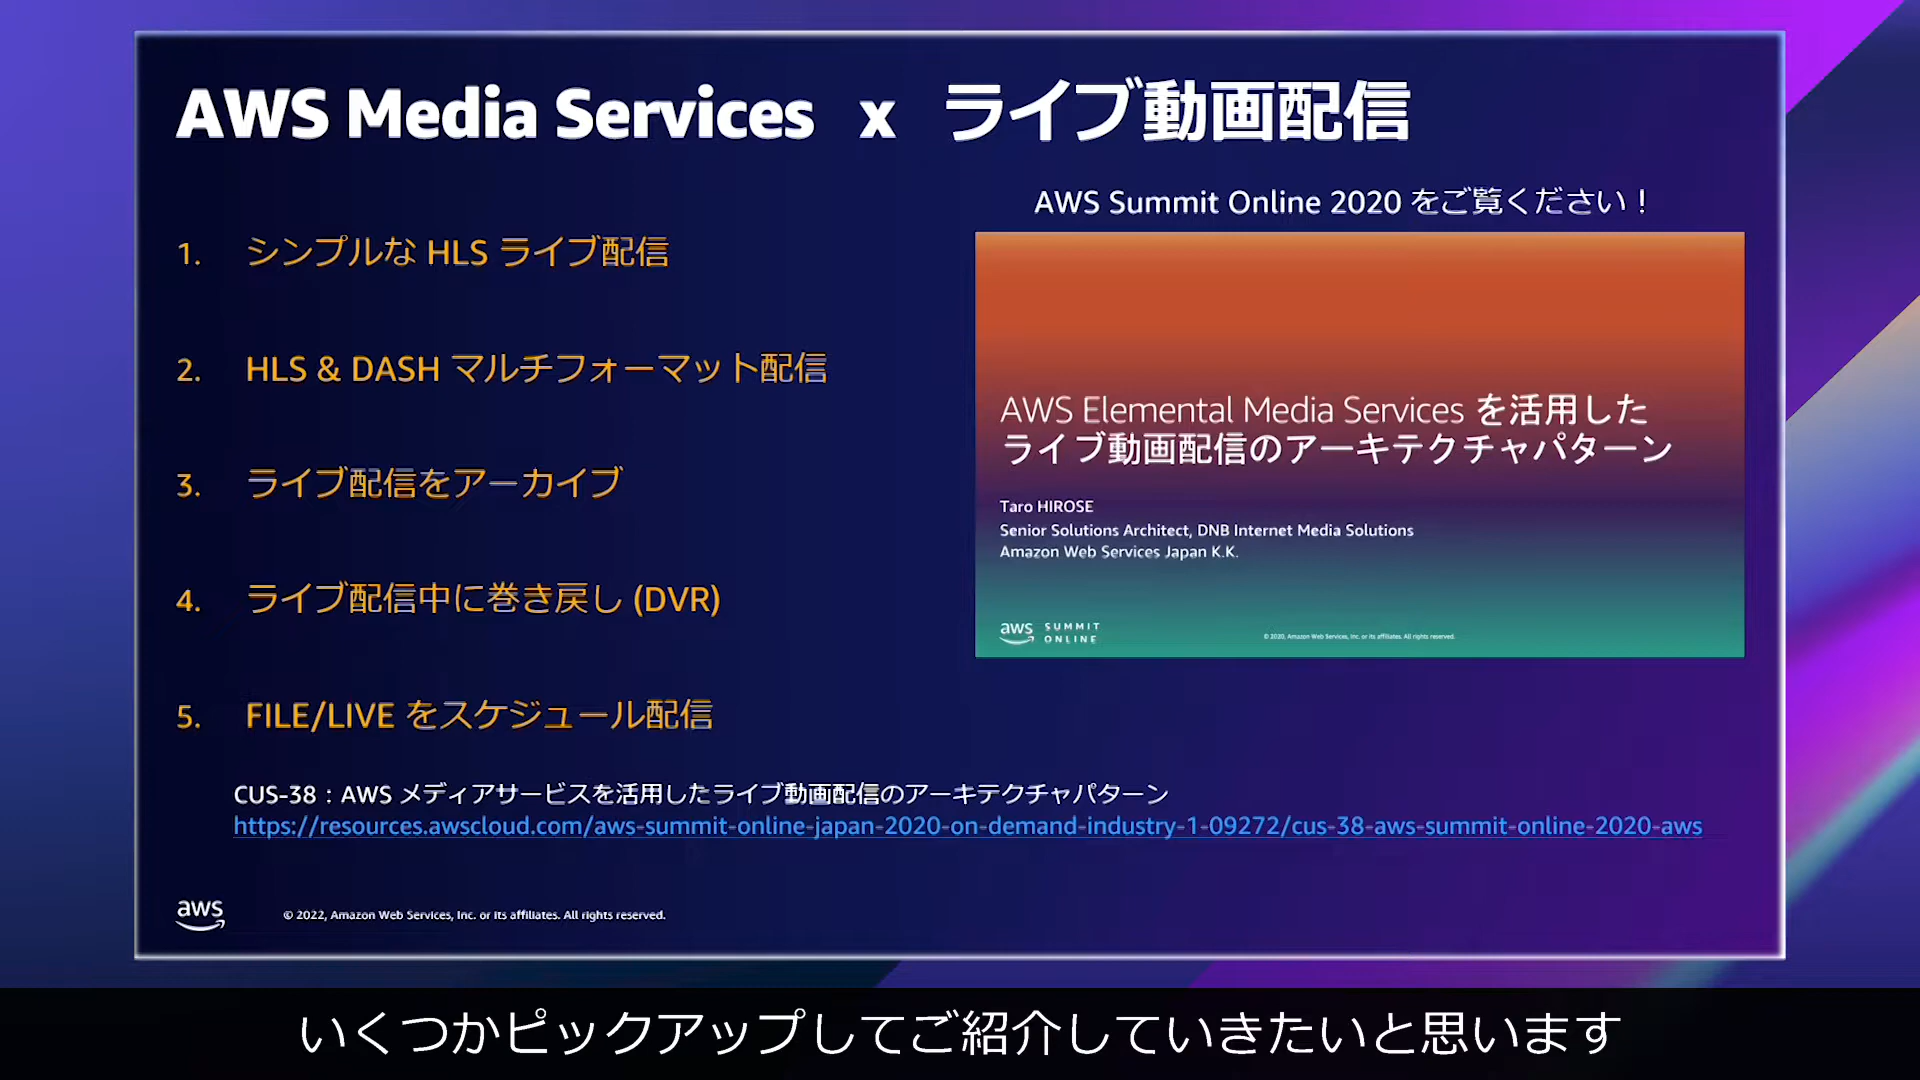 AWS Media Services x ライブ動画配信
AWS Summit Online 2020 をご覧ください！
1. シンプルな HLS ライブ配信
2. HLS & DASH マルチフォーマット配信
3. ライブ配信をアーカイブ
4. ライブ配信中に巻き戻し (DVR)
5. FILE/LIVE をスケジュール配信
AWS Elemental Media Services を活用した
ライブ動画配信のアーキテクチャパターン
Taro HIROSE
Senior Solutions Architect, DNB Internet Media Solutions
Amazon Web Services Japan K.K.
aws SUMMIT ONLINE
© 2020, Amazon Web Services, Inc. or its affiliates. All rights reserved.
CUS-38：AWS メディアサービスを活用したライブ動画配信のアーキテクチャパターン
https://resources.awscloud.com/aws-summit-online-japan-2020-on-demand-industry-1-09272/cus-38-aws-summit-online-2020-aws
aws
© 2022, Amazon Web Services, Inc. or its affiliates. All rights reserved.
いくつかピックアップしてご紹介していきたいと思います